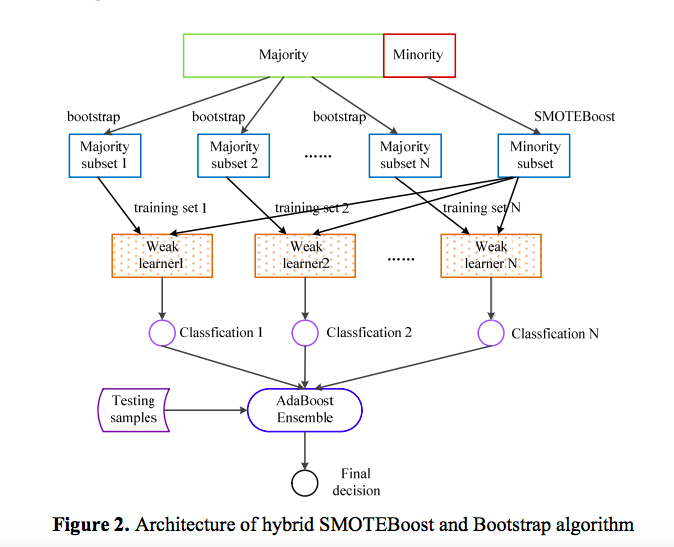 Majority
Minority
bootstrap
bootstrap
bootstrap
SMOTEBoost
Majority
subset 1
Majority
subset 2
......
Majority
subset N
Minority
subset
training set 1
training set 2
training set N
Weak
learner1
Weak
learner2
......
Weak
learner N
Classfication 1
Classfication 2
Classfication N
Testing
samples
AdaBoost
Ensemble
Final
decision
Figure 2. Architecture of hybrid SMOTEBoost and Bootstrap algorithm